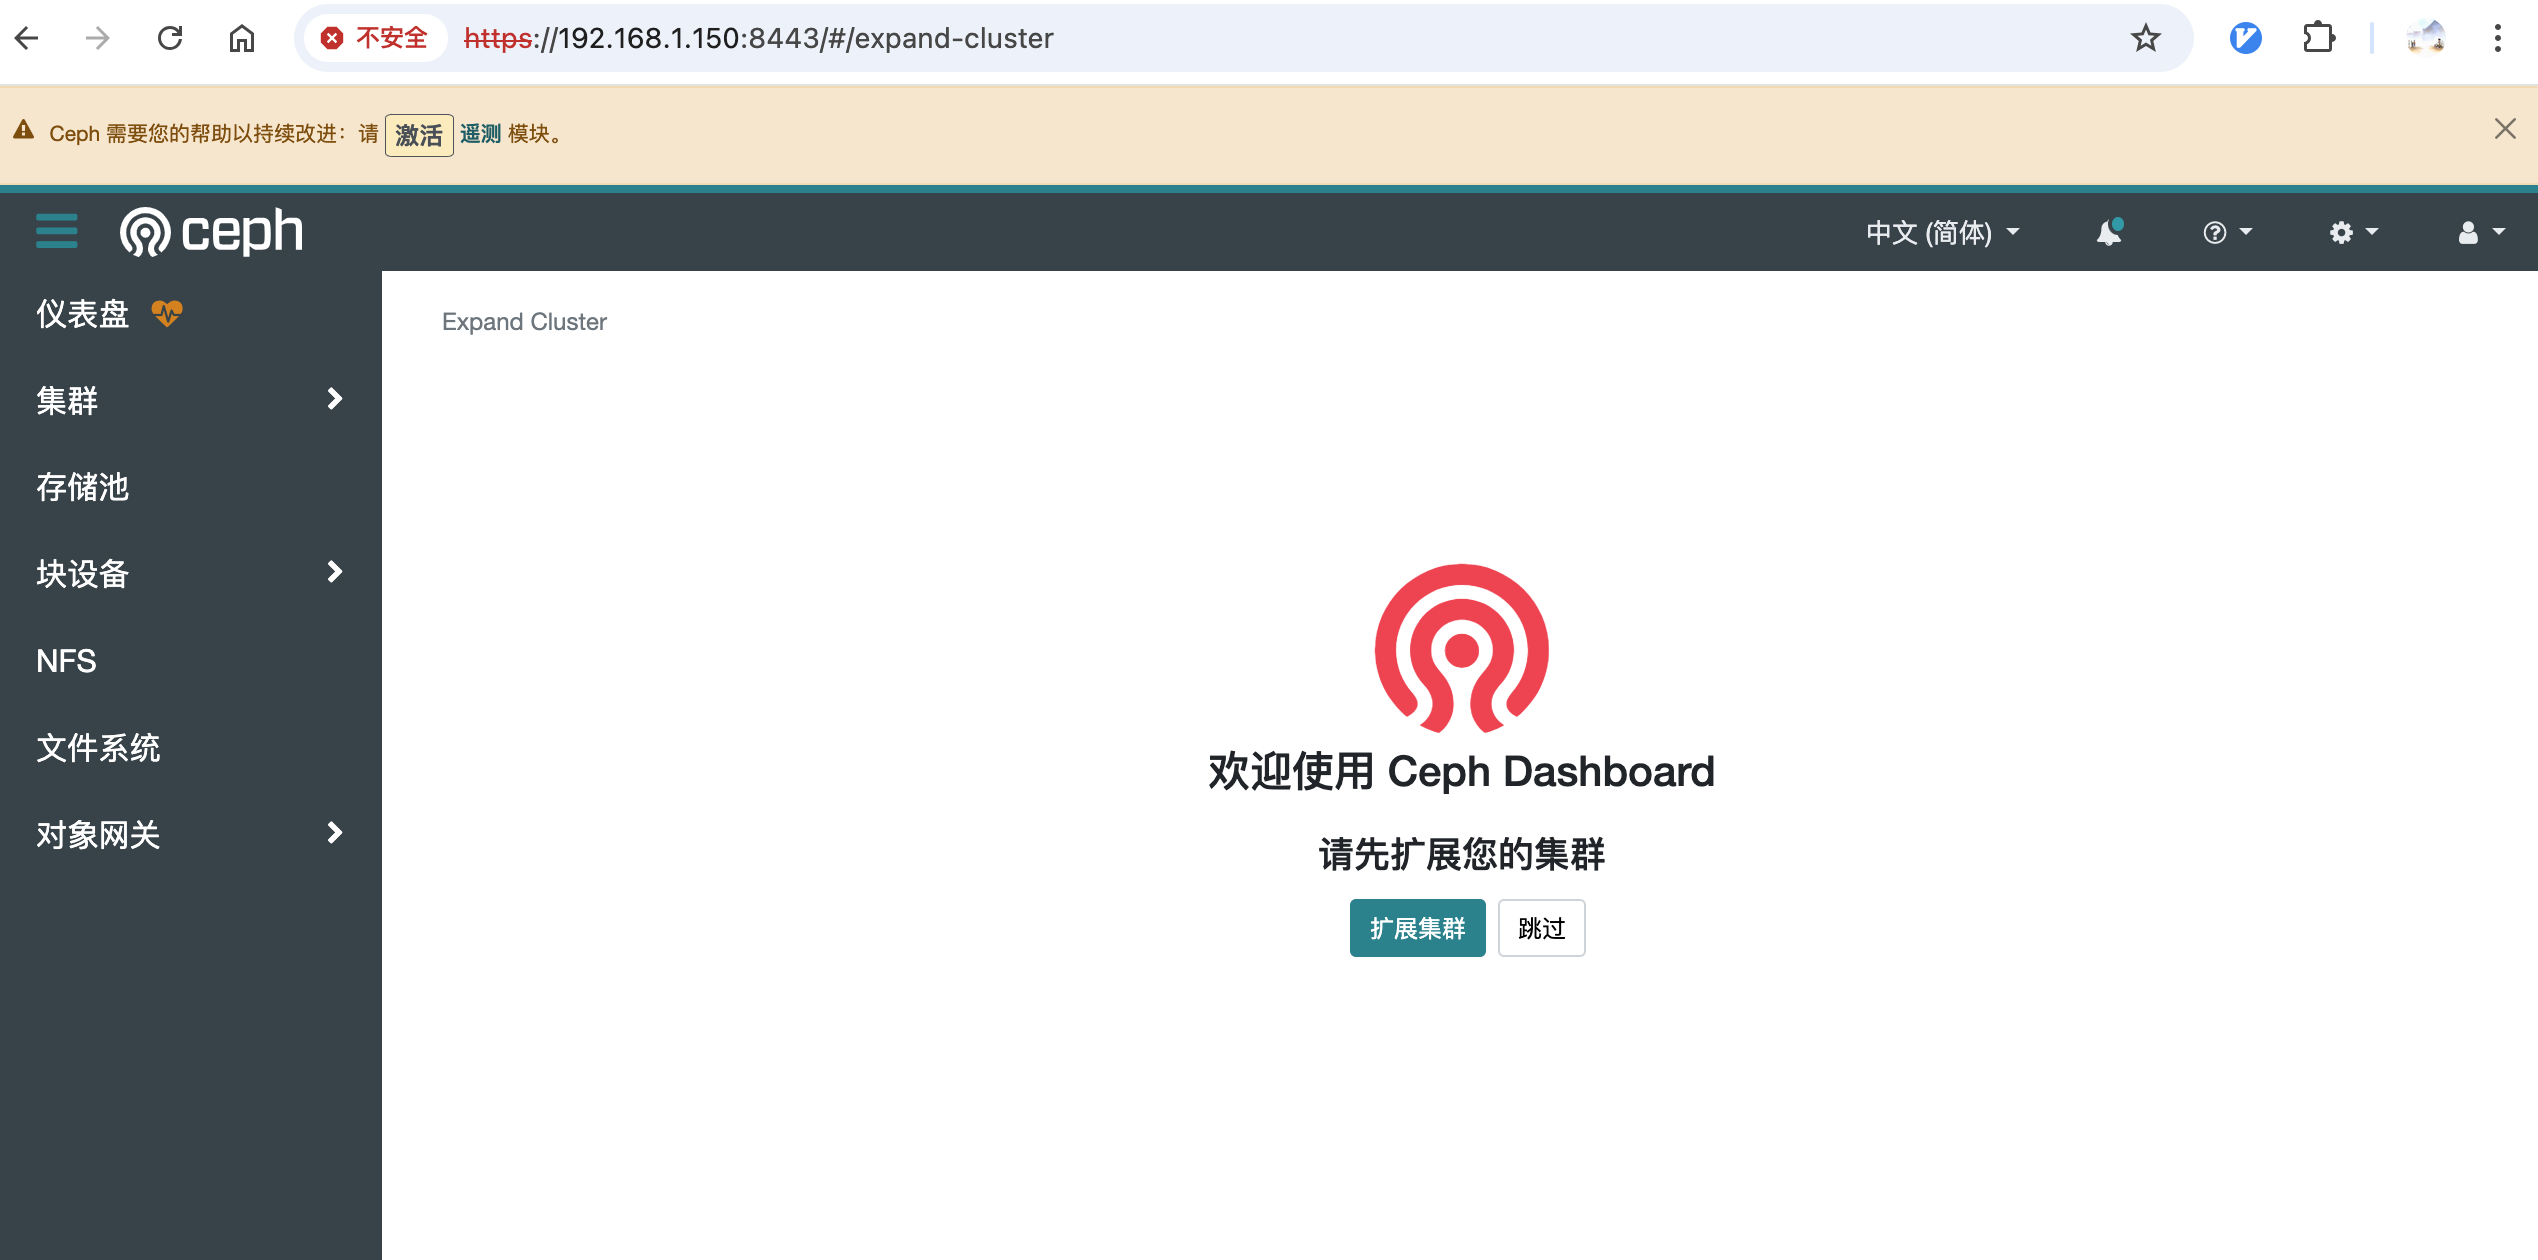 不安全 https://192.168.1.150:8443/#/expand-cluster
Ceph 需要您的帮助以持续改进：请 激活 遥测 模块。
ceph 中文 (简体)
仪表盘
Expand Cluster
集群
存储池
块设备
NFS
文件系统
对象网关
欢迎使用 Ceph Dashboard
请先扩展您的集群
扩展集群 跳过